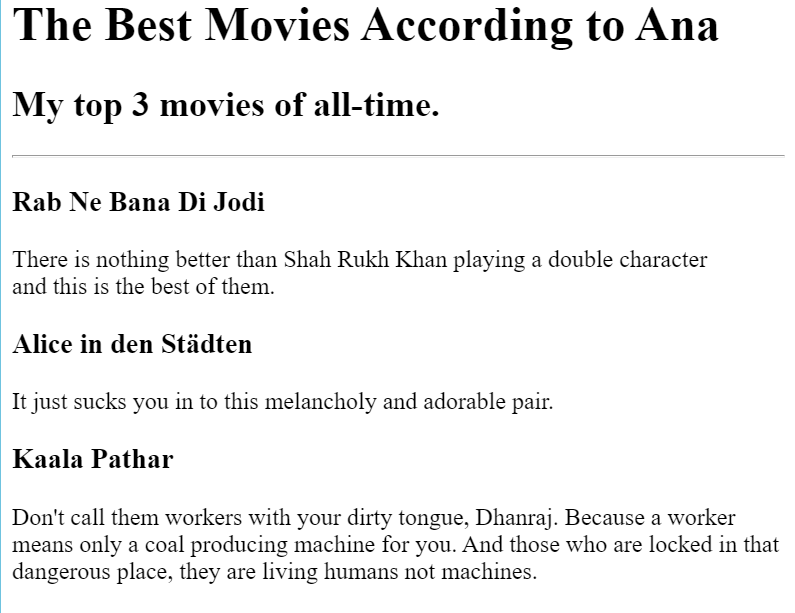 The Best Movies According to Ana
My top 3 movies of all-time.
Rab Ne Bana Di Jodi
There is nothing better than Shah Rukh Khan playing a double character
and this is the best of them.
Alice in den Städten
It just sucks you in to this melancholy and adorable pair.
Kaala Pathar
Don't call them workers with your dirty tongue, Dhanraj. Because a worker
means only a coal producing machine for you. And those who are locked in that
dangerous place, they are living humans not machines.